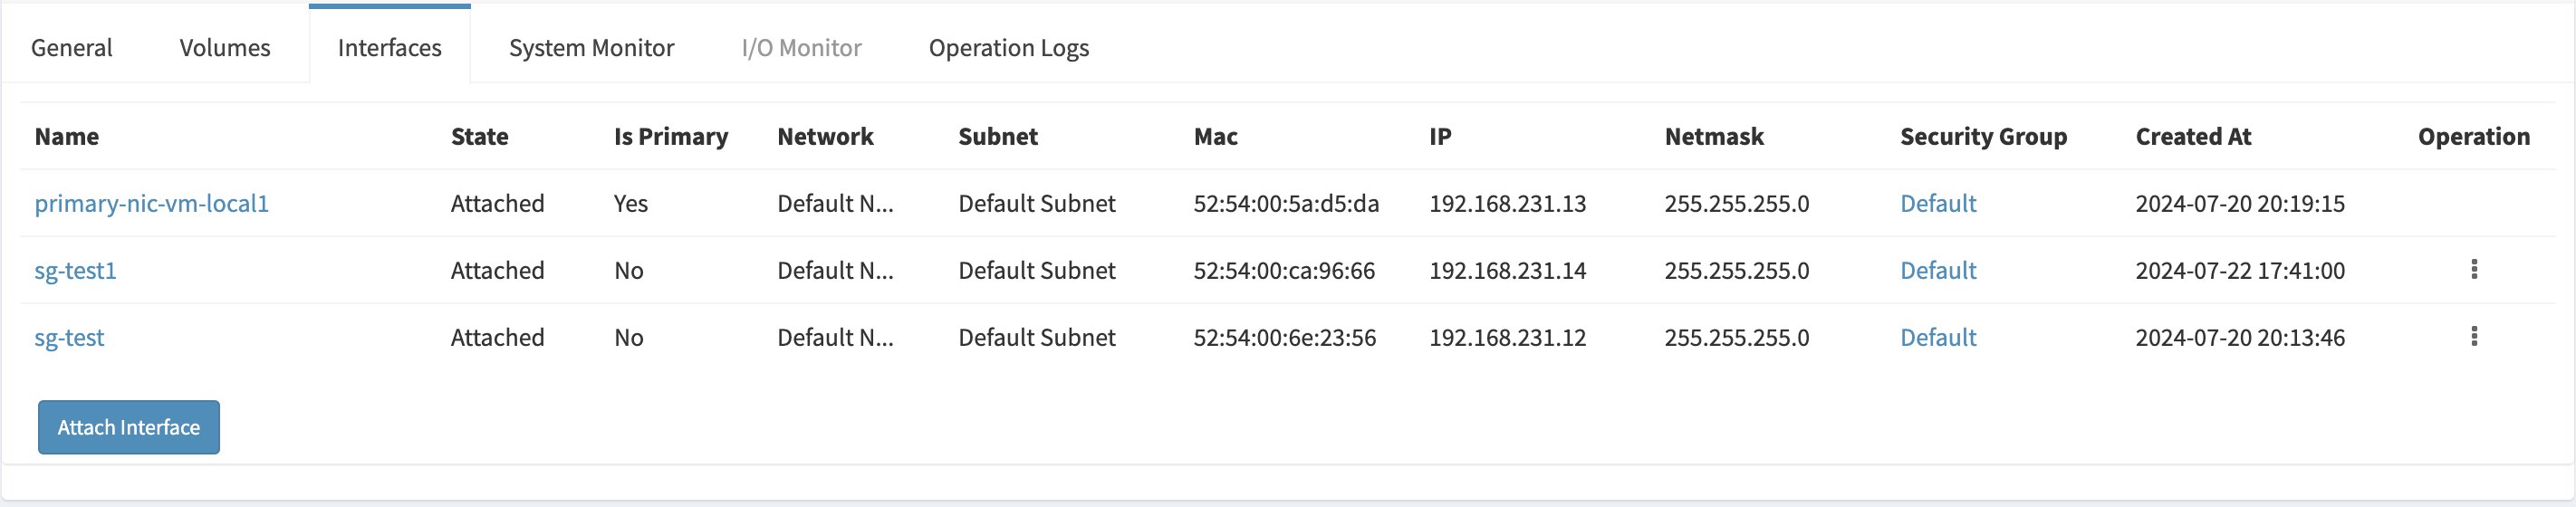 General Volumes Interfaces System Monitor I/O Monitor Operation Logs
Name State Is Primary Network Subnet Mac IP Netmask Security Group Created At Operation
primary-nic-vm-local1 Attached Yes Default N... Default Subnet 52:54:00:5a:d5:da 192.168.231.13 255.255.255.0 Default 2024-07-20 20:19:15
sg-test1 Attached No Default N... Default Subnet 52:54:00:ca:96:66 192.168.231.14 255.255.255.0 Default 2024-07-22 17:41:00
sg-test Attached No Default N... Default Subnet 52:54:00:6e:23:56 192.168.231.12 255.255.255.0 Default 2024-07-20 20:13:46
Attach Interface